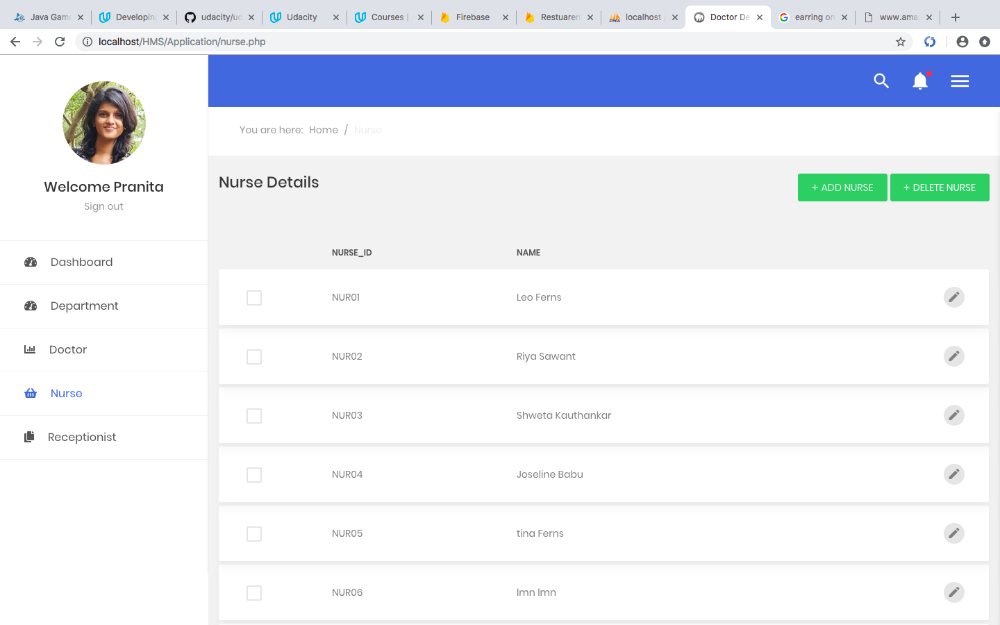 Java Game
Developing
udacity/ud
Udacity
Courses |
Firebase
Restuaren
PMA
localhost /
Doctor De
G
earring on
www.ama
localhost/HMS/Application/nurse.php
You are here: Home / Nurse
Welcome Pranita
Sign out
Dashboard
Department
Doctor
Nurse
Receptionist
Nurse Details
+ ADD NURSE
+ DELETE NURSE
NURSE_ID NAME
NUR01 Leo Ferns
NUR02 Riya Sawant
NUR03 Shweta Kauthankar
NUR04 Joseline Babu
NUR05 tina Ferns
NUR06 lmn lmn